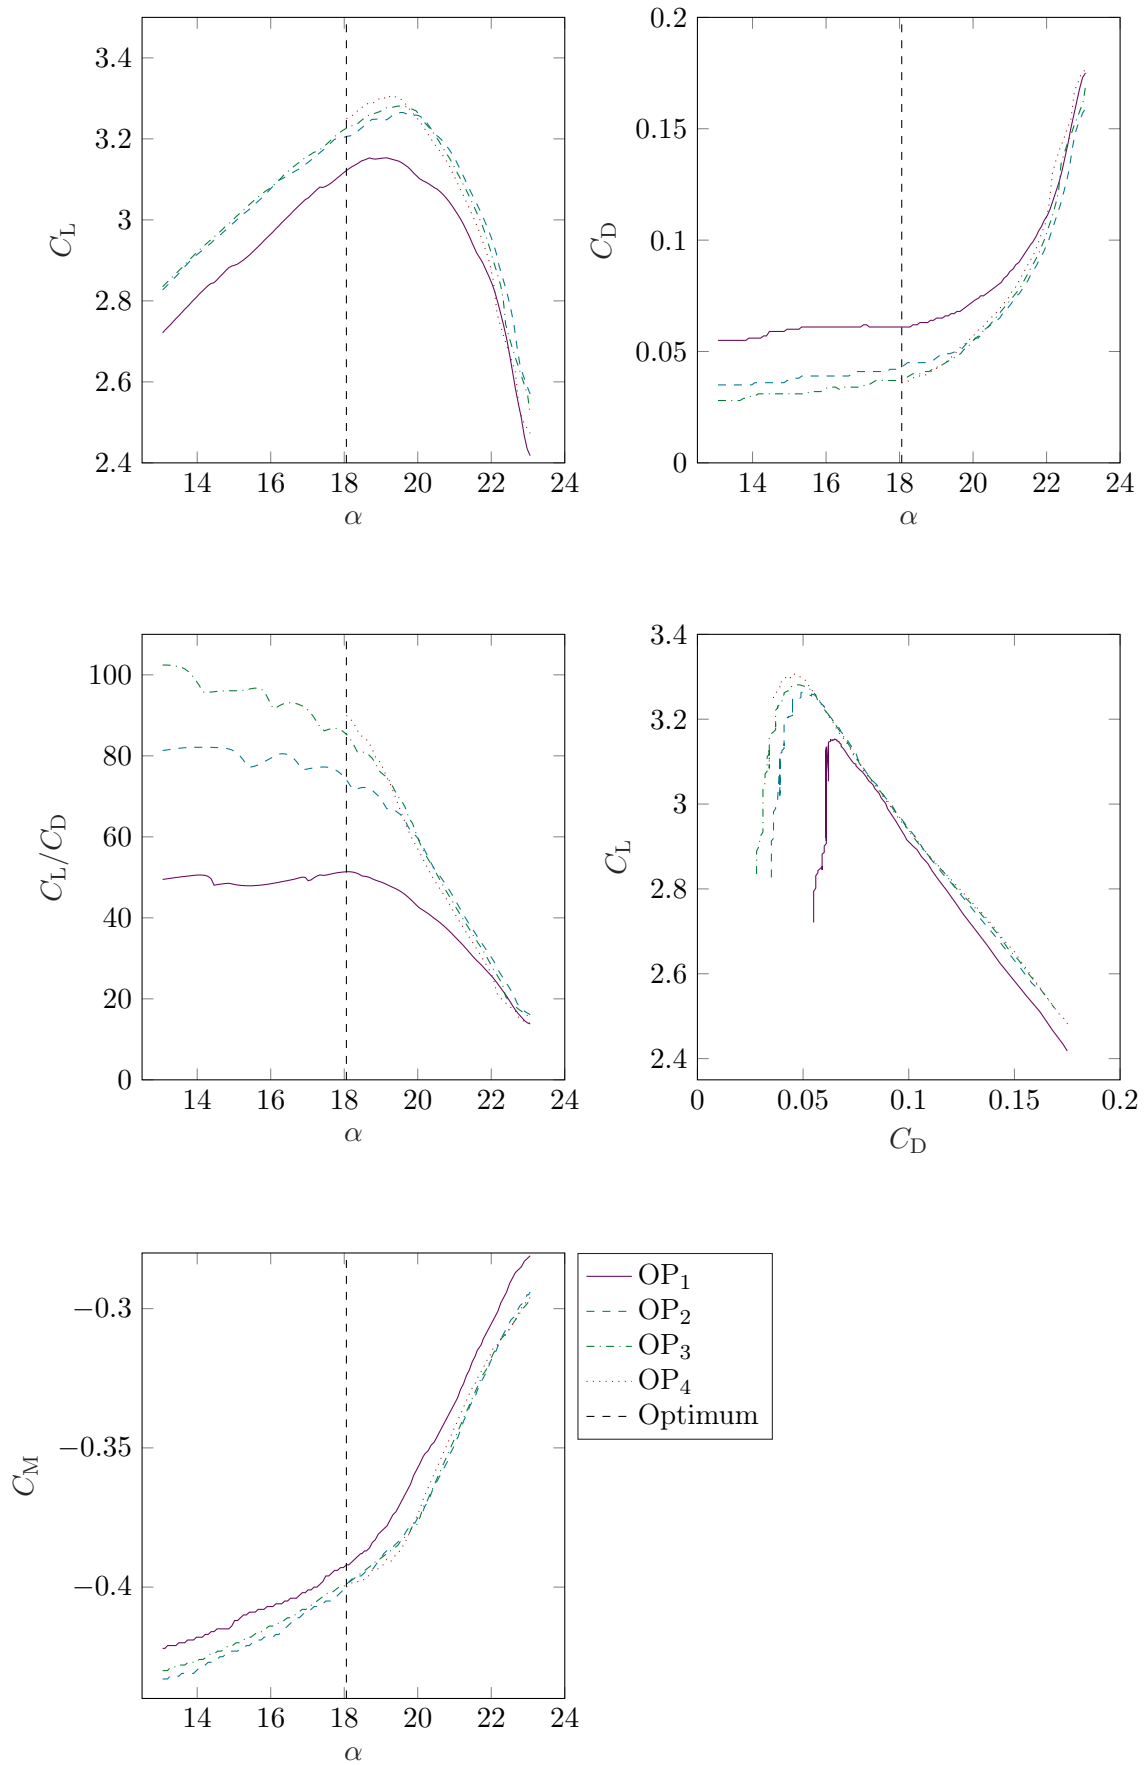 3.4
3.2
3
2.8
2.6
2.4
C_L
14 16 18 20 22 24
α
0.2
0.15
0.1
0.05
0
C_D
14 16 18 20 22 24
α
100
80
60
40
20
0
C_L/C_D
14 16 18 20 22 24
α
3.4
3.2
3
2.8
2.6
2.4
C_L
0 0.05 0.1 0.15 0.2
C_D
−0.3
−0.35
−0.4
C_M
14 16 18 20 22 24
α
OP₁
OP₂
OP₃
OP₄
Optimum